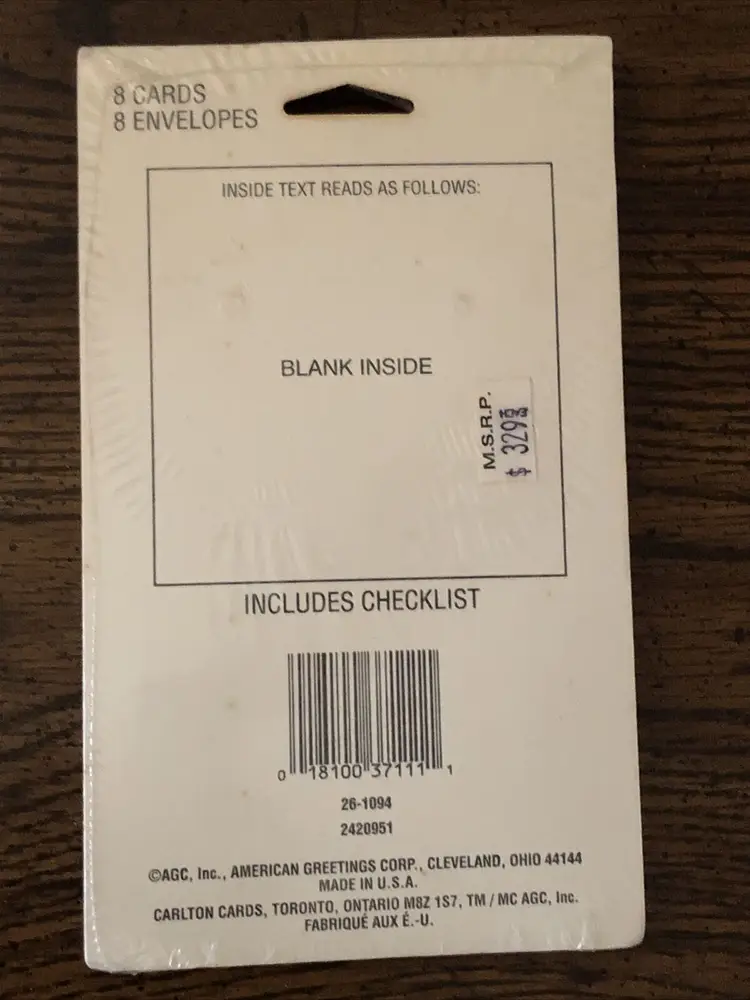 8 CARDS
8 ENVELOPES
INSIDE TEXT READS AS FOLLOWS:
BLANK INSIDE
M.S.R.P.
$ 329
INCLUDES CHECKLIST
0 18100 37111 1
26-1094
2420951
©AGC, Inc., AMERICAN GREETINGS CORP., CLEVELAND, OHIO 44144
MADE IN U.S.A.
CARLTON CARDS, TORONTO, ONTARIO M8Z 1S7, TM / MC AGC, Inc.
FABRIQUÉ AUX É.-U.